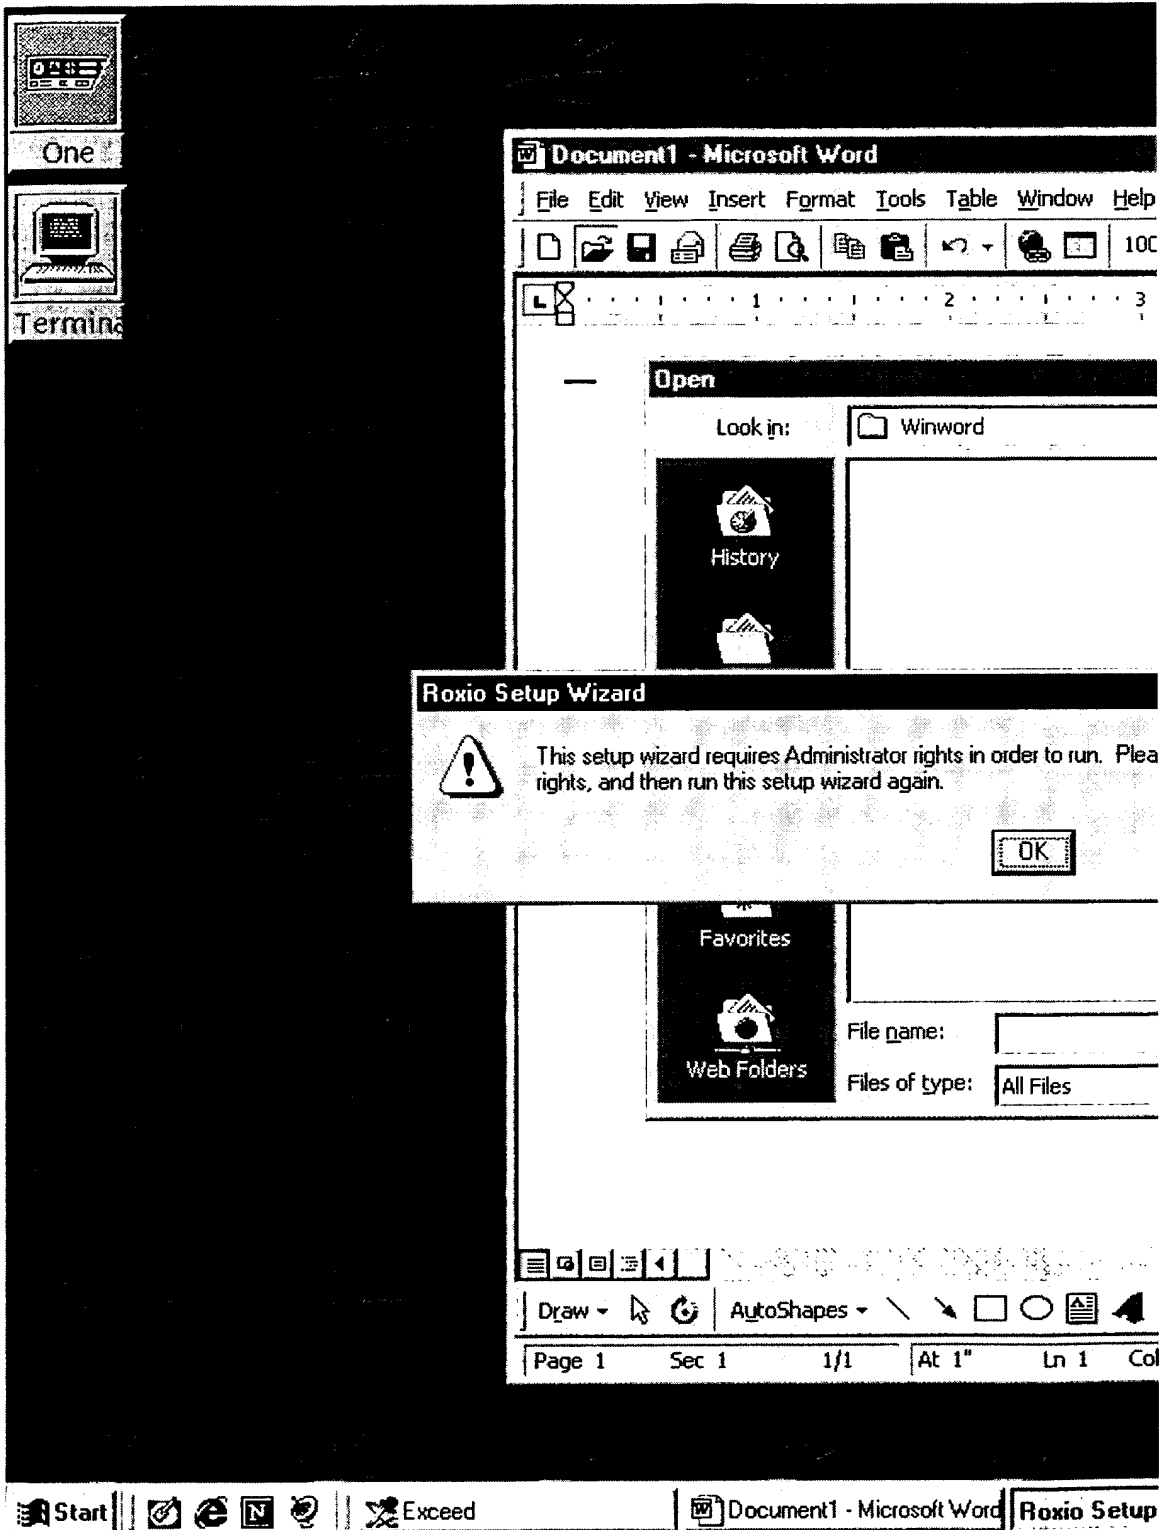 One
Termina
Document1 - Microsoft Word
File Edit View Insert Format Tools Table Window Help
100
1 2 3
Open
Look in: Winword
History
Roxio Setup Wizard
This setup wizard requires Administrator rights in order to run. Plea
rights, and then run this setup wizard again.
OK
Favorites
File name:
Web Folders
Files of type: All Files
Draw AutoShapes
Page 1 Sec 1 1/1 At 1" Ln 1 Col
Start Exceed Document1 - Microsoft Word Roxio Setup